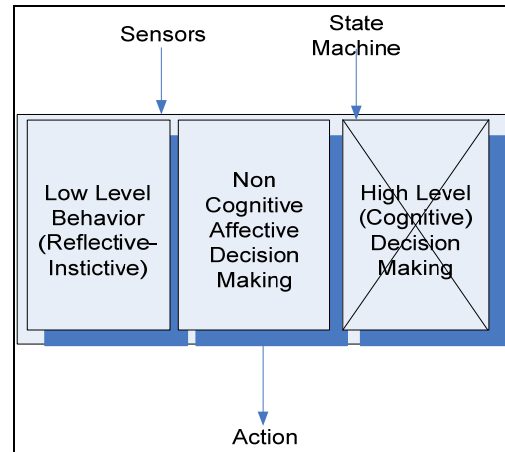 Sensors
State
Machine
Low Level
Behavior
(Reflective–
Instictive)
Non
Cognitive
Affective
Decision
Making
High Level
(Cognitive)
Decision
Making
Action